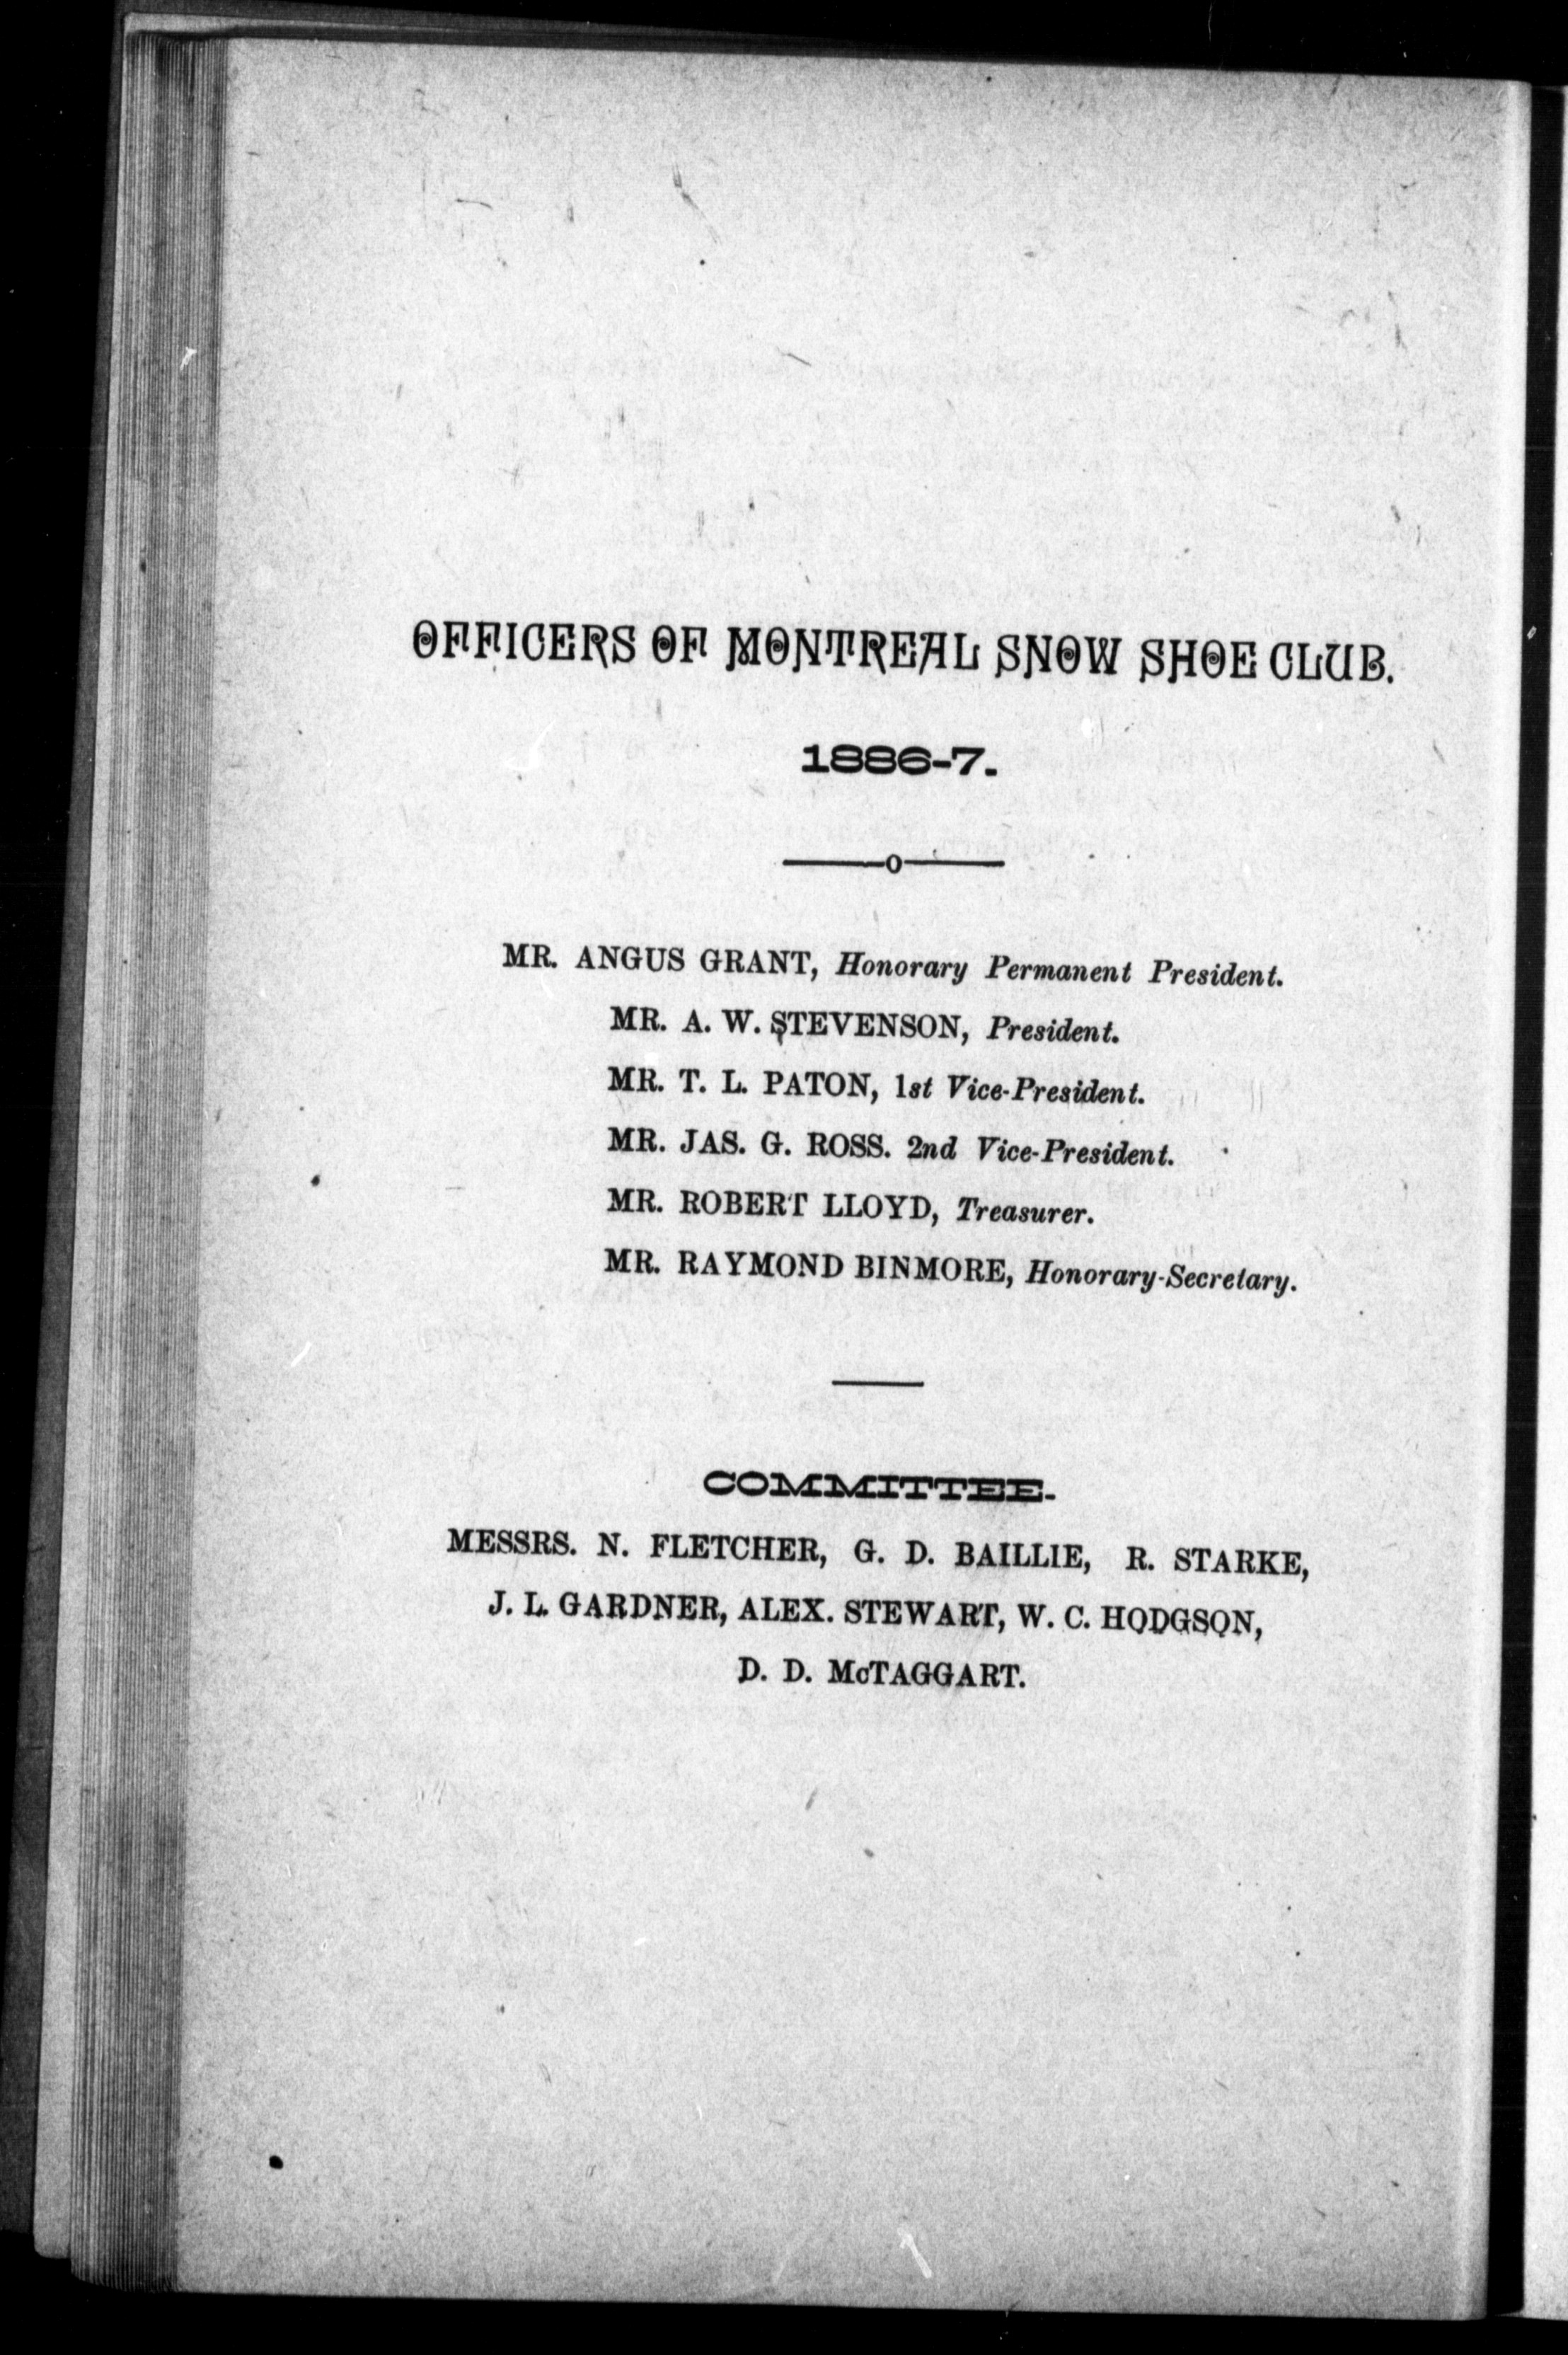 OFFICERS OF MONTREAL SNOW SHOE CLUB.
1886-7.
o
MR. ANGUS GRANT, Honorary Permanent President.
MR. A. W. STEVENSON, President.
MR. T. L. PATON, 1st Vice-President.
MR. JAS. G. ROSS. 2nd Vice-President.
MR. ROBERT LLOYD, Treasurer.
MR. RAYMOND BINMORE, Honorary-Secretary.
COMMITTEE.
MESSRS. N. FLETCHER, G. D. BAILLIE, R. STARKE,
J. L. GARDNER, ALEX. STEWART, W. C. HODGSON,
D. D. McTAGGART.